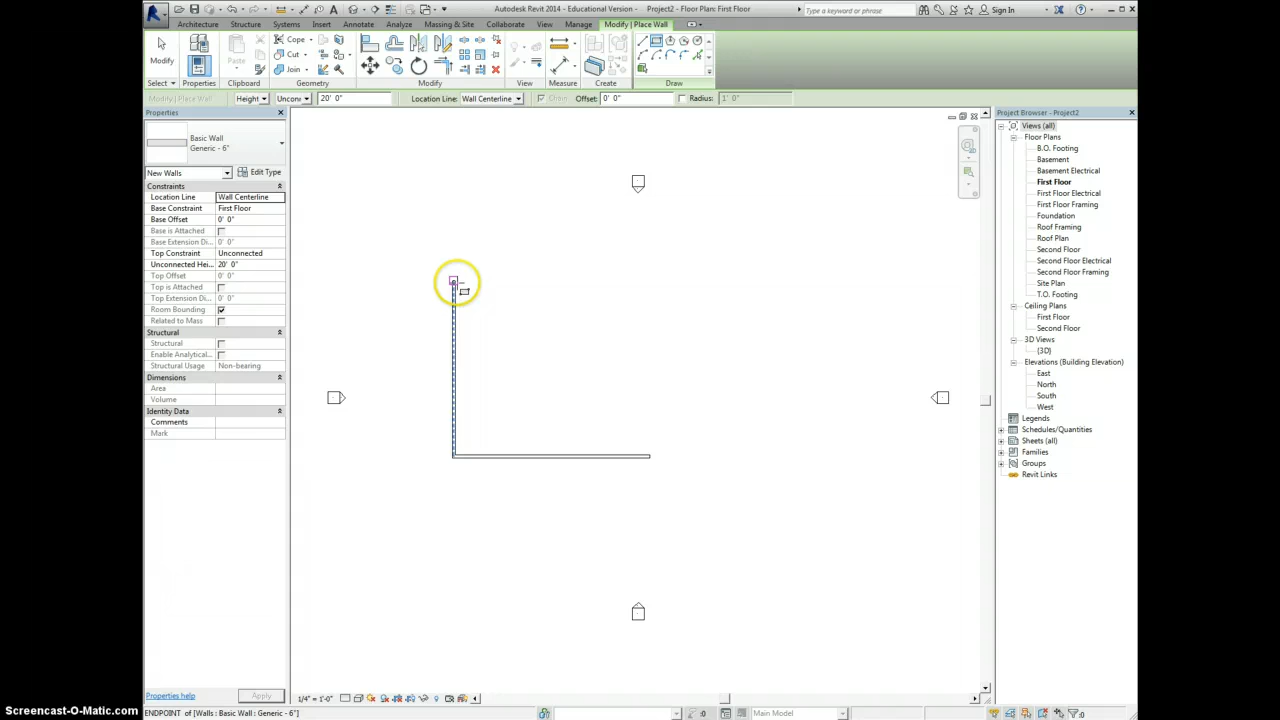 Autodesk Revit 2014 - Educational Version -    Project2 - Floor Plan: First Floor
Type a keyword or phrase
Sign In
Architecture
Structure
Systems
Insert
Annotate
Analyze
Massing & Site
Collaborate
View
Manage
Modify | Place Wall
Modify
Paste
Cope
Cut
Join
Select
Properties
Clipboard
Geometry
Modify
View
Measure
Create
Draw
Modify | Place Wall
Height
Uncon
20' 0"
Location Line: Wall Centerline
Chain
Offset: 0' 0"
Radius: 1' 0"
Properties
Basic Wall
Generic - 6"
New Walls
Edit Type
Constraints
Location Line Wall Centerline
Base Constraint First Floor
Base Offset 0' 0"
Base is Attached
Base Extension Di... 0' 0"
Top Constraint Unconnected
Unconnected Hei... 20' 0"
Top Offset 0' 0"
Top is Attached
Top Extension Di... 0' 0"
Room Bounding
Related to Mass
Structural
Structural
Enable Analytical...
Structural Usage Non-bearing
Dimensions
Area
Volume
Identity Data
Comments
Mark
Properties help
Apply
Project Browser - Project2
Views (all)
Floor Plans
B.O. Footing
Basement
Basement Electrical
First Floor
First Floor Electrical
First Floor Framing
Foundation
Roof Framing
Roof Plan
Second Floor
Second Floor Electrical
Second Floor Framing
Site Plan
T.O. Footing
Ceiling Plans
First Floor
Second Floor
3D Views
{3D}
Elevations (Building Elevation)
East
North
South
West
Legends
Schedules/Quantities
Sheets (all)
Families
Groups
Revit Links
1/4" = 1'-0"
ENDPOINT of [Walls : Basic Wall : Generic - 6"]
:0
Main Model
:0
Screencast-O-Matic.com